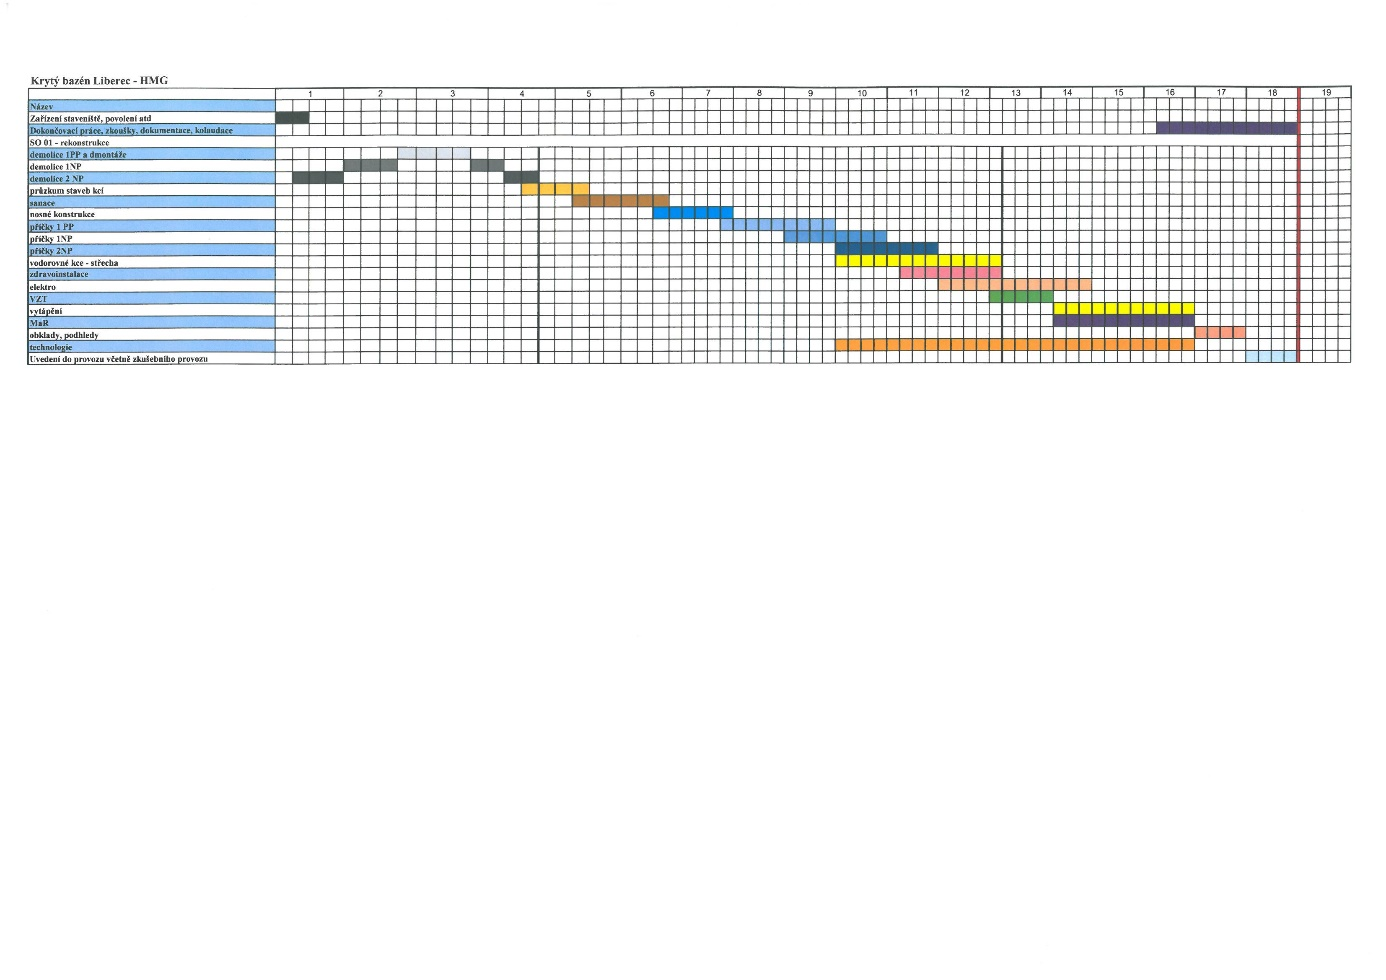 Krytý bazén Liberec - HMG
1 2 3 4 5 6 7 8 9 10 11 12 13 14 15 16 17 18 19
Název
Zařízení staveniště, povolení atd
Dokončovací práce, zkoušky, dokumentace, kolaudace
SO 01 - rekonstrukce
demolice 1PP a dmontáže
demolice 1NP
demolice 2 NP
průzkum staveb kcí
sanace
nosné konstrukce
příčky 1 PP
příčky 1NP
příčky 2NP
vodorovné kce - střecha
zdravoinstalace
elektro
VZT
vytápění
MaR
obklady, podhledy
technologie
Uvedení do provozu včetně zkušebního provozu